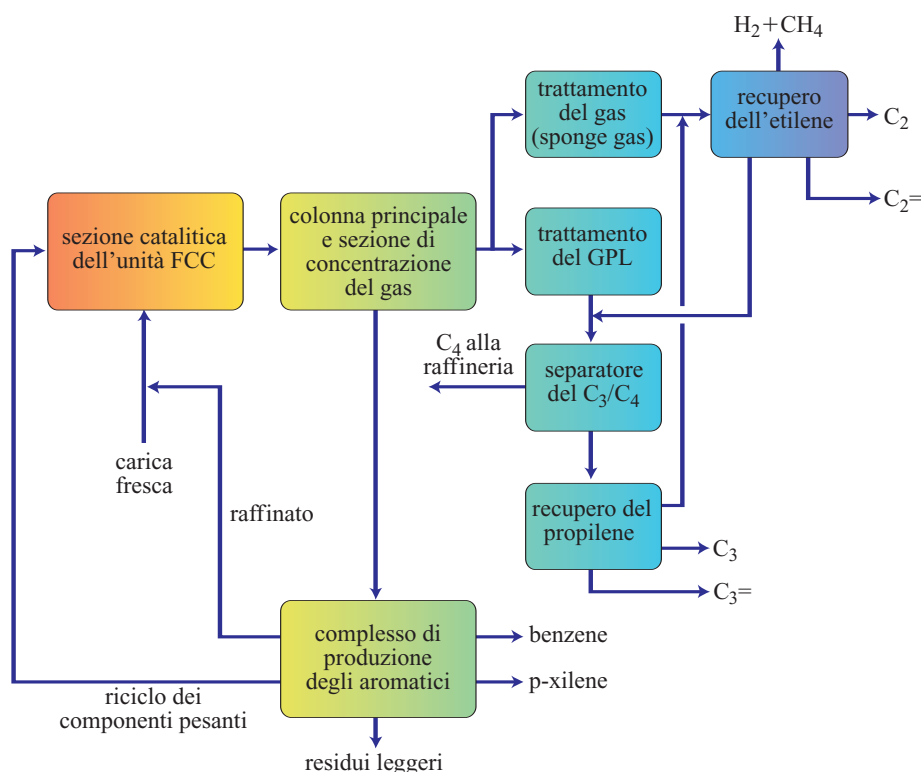 H2+CH4
trattamento
del gas
(sponge gas)
recupero
dell'etilene
C2
C2=
sezione catalitica
dell'unità FCC
colonna principale
e sezione di
concentrazione
del gas
trattamento
del GPL
C4 alla
raffineria
separatore
del C3/C4
carica
fresca
raffinato
recupero del
propilene
C3
C3=
complesso di
produzione
degli aromatici
benzene
p-xilene
riciclo dei
componenti pesanti
residui leggeri